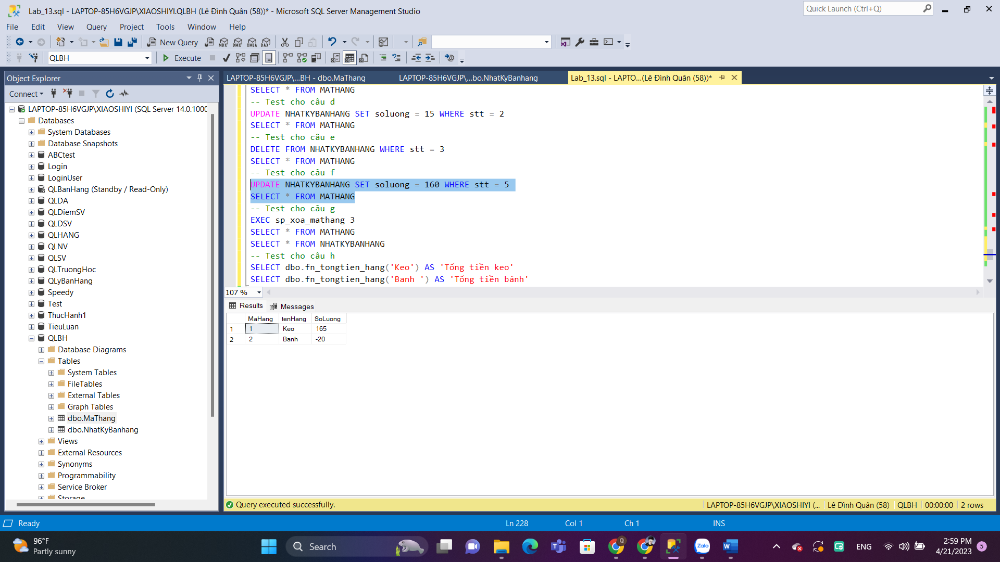 Lab_13.sql - LAPTOP-85H6VGJP\XIAOSHIYI.QLBH (Lê Đình Quân (58))* - Microsoft SQL Server Management Studio
Quick Launch (Ctrl+Q)
File Edit View Query Project Tools Window Help
New Query
MDX DMX XMLA DAX
QLBH
Execute
Object Explorer
Connect
LAPTOP-85H6VGJP\XIAOSHIYI (SQL Server 14.0.1000
Databases
System Databases
Database Snapshots
ABCtest
Login
LoginUser
QLBanHang (Standby / Read-Only)
QLDA
QLDiemSV
QLDSV
QLHANG
QLNV
QLSV
QLTruongHoc
QLyBanHang
Speedy
Test
ThucHanh1
TieuLuan
QLBH
Database Diagrams
Tables
System Tables
FileTables
External Tables
Graph Tables
dbo.MaThang
dbo.NhatKyBanhang
Views
External Resources
Synonyms
Programmability
Service Broker
Storage
LAPTOP-85H6VGJP\...BH - dbo.MaThang
LAPTOP-85H6VGJP\...bo.NhatKyBanhang
Lab_13.sql - LAPTO...(Lê Đình Quân (58))*
SELECT * FROM MATHANG
-- Test cho câu d
UPDATE NHATKYBANHANG SET soluong = 15 WHERE stt = 2
SELECT * FROM MATHANG
-- Test cho câu e
DELETE FROM NHATKYBANHANG WHERE stt = 3
SELECT * FROM MATHANG
-- Test cho câu f
UPDATE NHATKYBANHANG SET soluong = 160 WHERE stt = 5
SELECT * FROM MATHANG
-- Test cho câu g
EXEC sp_xoa_mathang 3
SELECT * FROM MATHANG
SELECT * FROM NHATKYBANHANG
-- Test cho câu h
SELECT dbo.fn_tongtien_hang('Keo') AS 'Tổng tiền keo'
SELECT dbo.fn_tongtien_hang('Banh ') AS 'Tổng tiền bánh'
107 %
Results Messages
MaHang tenHang SoLuong
1 1 Keo 165
2 2 Banh -20
Query executed successfully.
LAPTOP-85H6VGJP\XIAOSHIYI (... Lê Đình Quân (58) QLBH 00:00:00 2 rows
Ready
Ln 228 Col 1 Ch 1 INS
96°F
Partly sunny
Search
Zalo
ENG
2:59 PM
4/21/2023
5